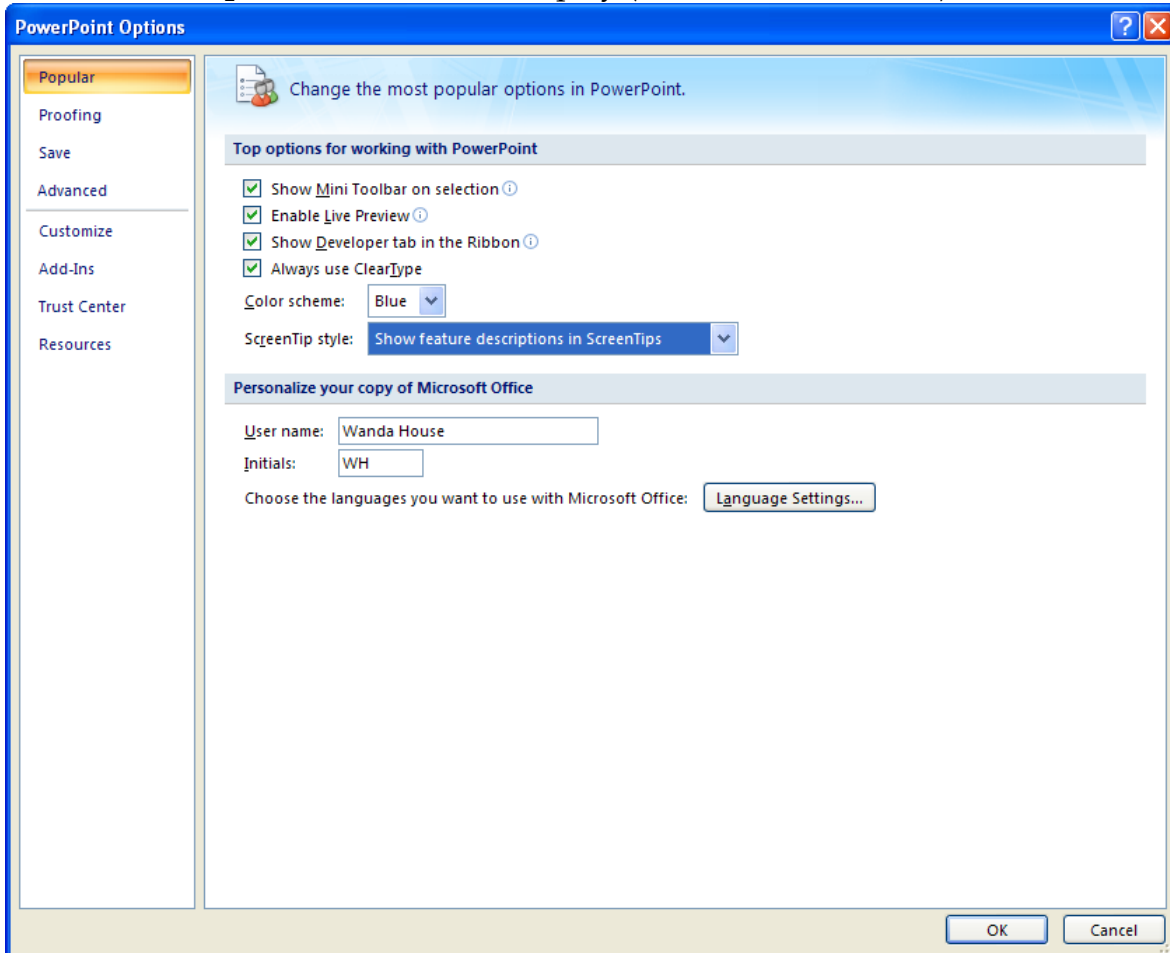 PowerPoint Options
Popular
Proofing
Save
Advanced
Customize
Add-Ins
Trust Center
Resources
Change the most popular options in PowerPoint.
Top options for working with PowerPoint
Show Mini Toolbar on selection
Enable Live Preview
Show Developer tab in the Ribbon
Always use ClearType
Color scheme: Blue
ScreenTip style: Show feature descriptions in ScreenTips
Personalize your copy of Microsoft Office
User name: Wanda House
Initials: WH
Choose the languages you want to use with Microsoft Office: Language Settings...
OK Cancel